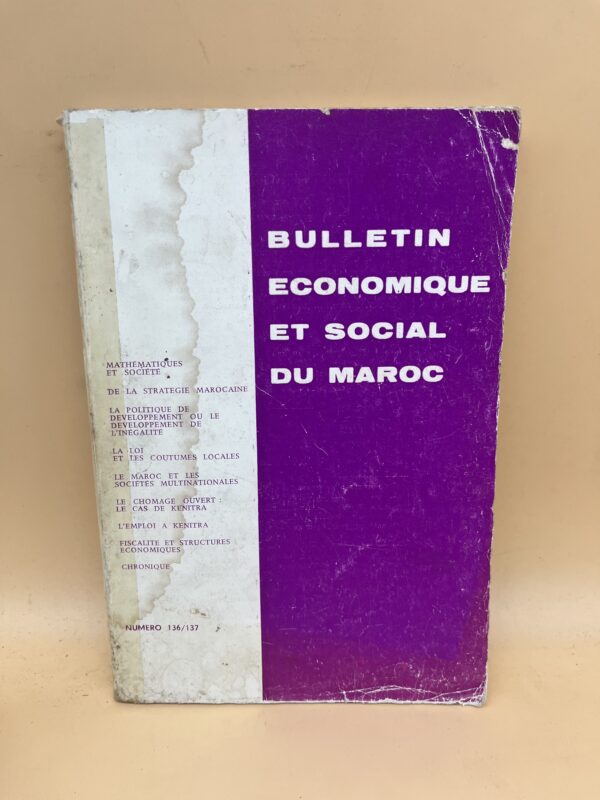 BULLETIN
ECONOMIQUE
ET SOCIAL
DU MAROC
MATHEMATIQUES
ET SOCIÉTÉ
DE LA STRATEGIE MAROCAINE
LA POLITIQUE DE
DEVELOPPEMENT OU LE
DEVELOPPEMENT DE
L'INEGALITE
LA LOI
ET LES COUTUMES LOCALES
LE MAROC ET LES
SOCIÉTÉS MULTINATIONALES
LE CHOMAGE OUVERT :
LE CAS DE KENITRA
L'EMPLOI A KENITRA
FISCALITE ET STRUCTURES
ECONOMIQUES
CHRONIQUE
NUMERO 136/137